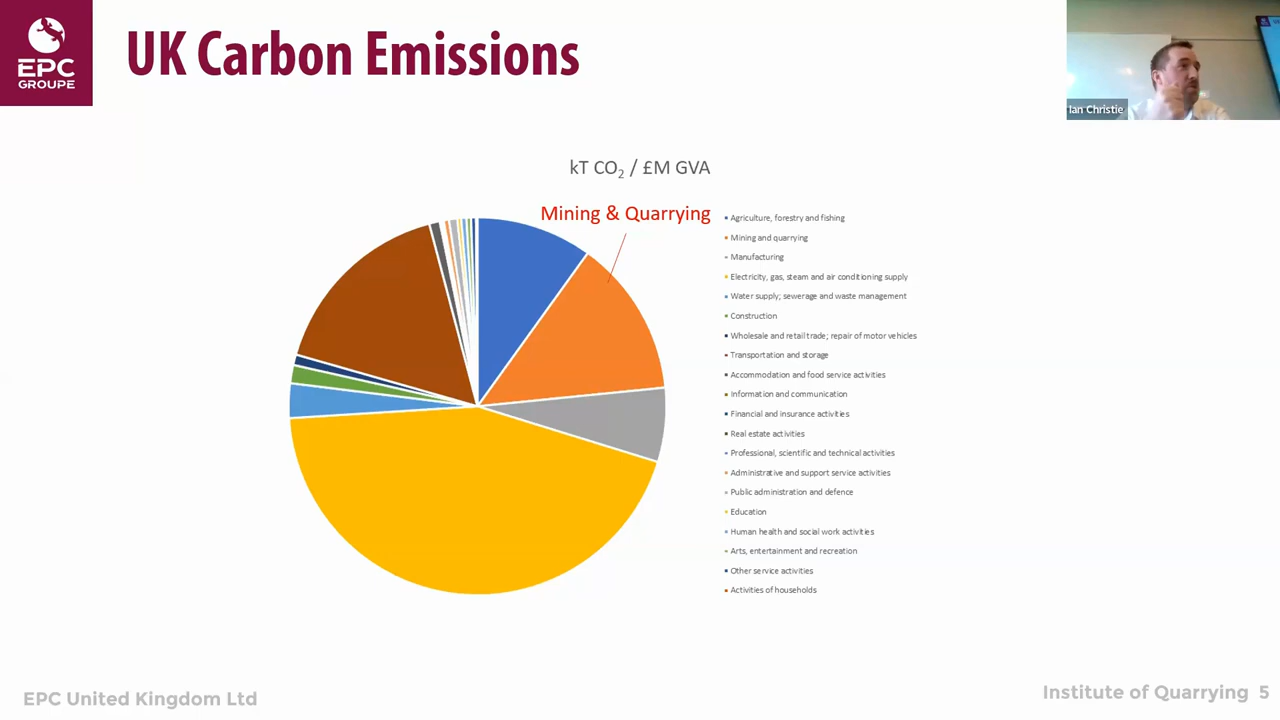 EPC
GROUPE
UK Carbon Emissions
Ian Christie
kT CO₂ / £M GVA
Mining & Quarrying
Agriculture, forestry and fishing
Mining and quarrying
Manufacturing
Electricity, gas, steam and air conditioning supply
Water supply; sewerage and waste management
Construction
Wholesale and retail trade; repair of motor vehicles
Transportation and storage
Accommodation and food service activities
Information and communication
Financial and insurance activities
Real estate activities
Professional, scientific and technical activities
Administrative and support service activities
Public administration and defence
Education
Human health and social work activities
Arts, entertainment and recreation
Other service activities
Activities of households
EPC United Kingdom Ltd
Institute of Quarrying 5